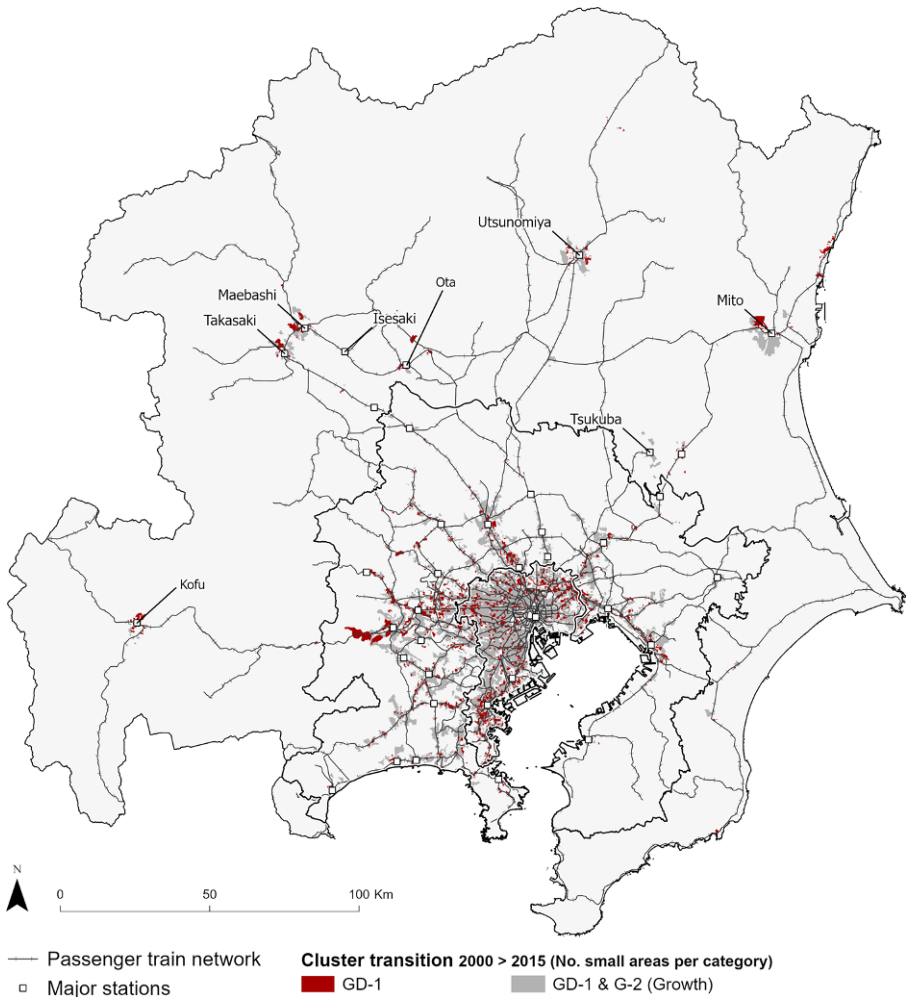 Utsunomiya
Ota
Maebashi
Mito
Takasaki
Isesaki
Tsukuba
Kofu
N
0 50 100 Km
Passenger train network
Cluster transition 2000 > 2015 (No. small areas per category)
Major stations
GD-1
GD-1 & G-2 (Growth)